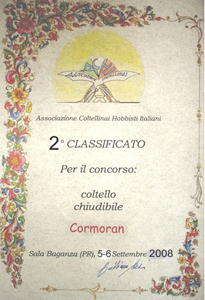 Associazione Coltellinai Hobbisti Italiani
2° CLASSIFICATO
Per il concorso:
coltello
chiudibile
Cormoran
Sala Baganza (PR), 5-6 Settembre 2008